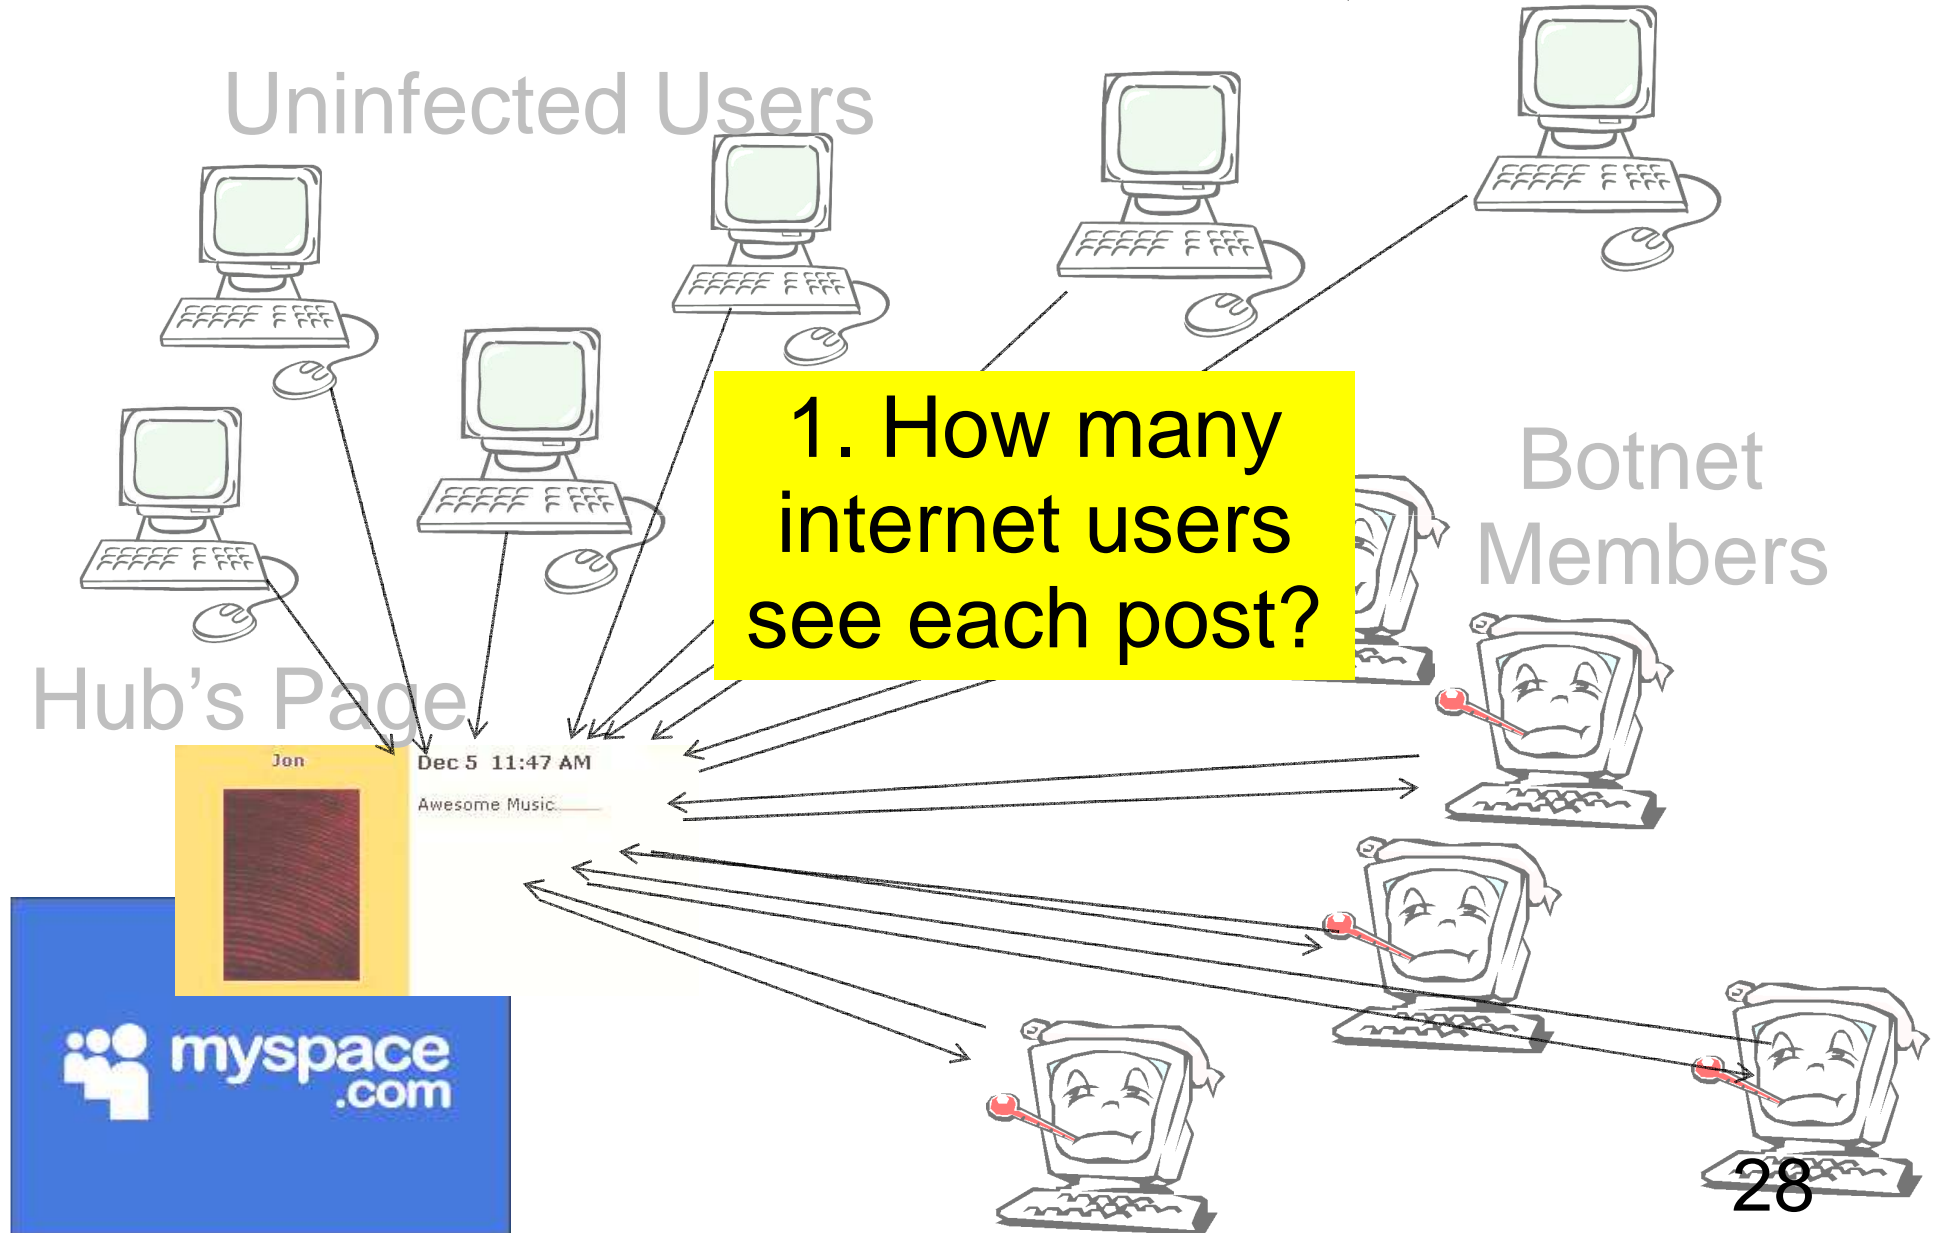 Uninfected Users
1. How many
internet users
see each post?
Botnet
Members
Hub's Page
Jon
Dec 5 11:47 AM
Awesome Music
myspace
.com
28